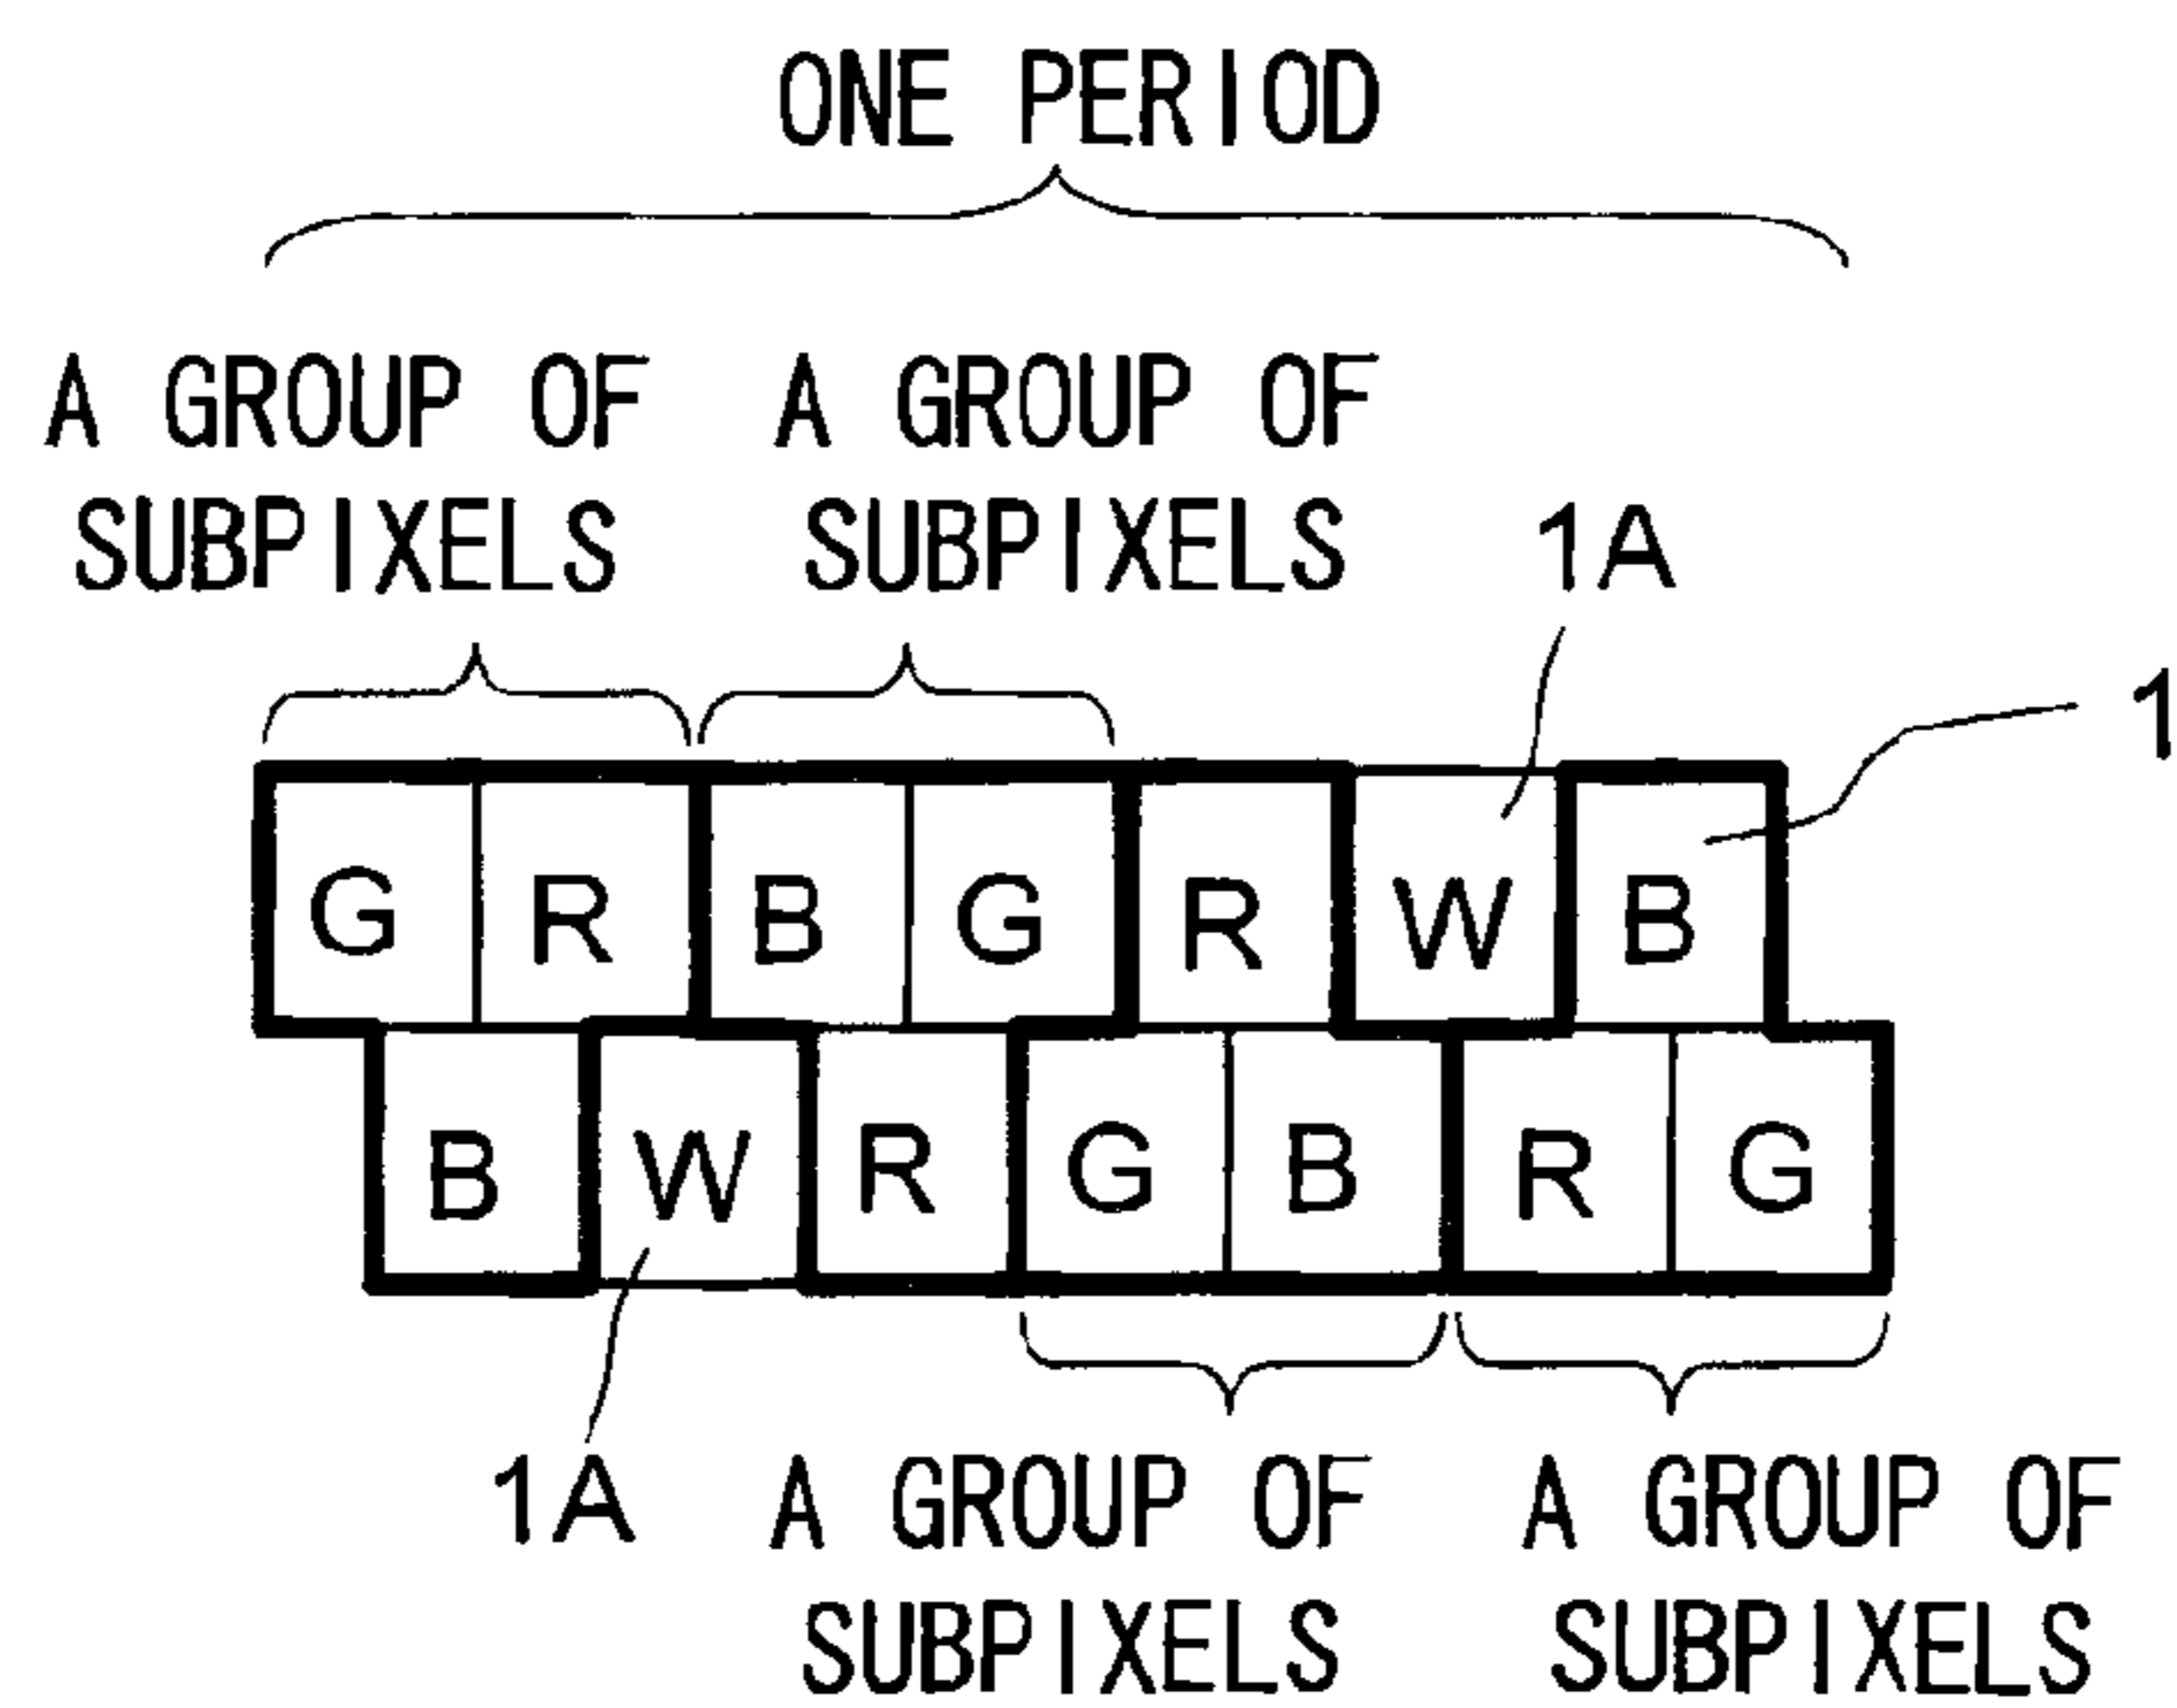 ONE PERIOD
A GROUP OF A GROUP OF
SUBPIXELS SUBPIXELS 1A
1
G R B G R W B
B W R G B R G
1A A GROUP OF A GROUP OF
SUBPIXELS SUBPIXELS